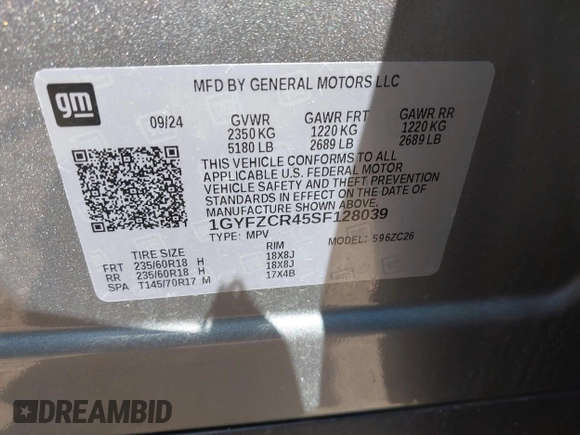 MFD BY GENERAL MOTORS LLC
gm
09/24 GVWR GAWR FRT GAWR RR
2350 KG 1220 KG 1220 KG
5180 LB 2689 LB 2689 LB
THIS VEHICLE CONFORMS TO ALL
APPLICABLE U.S. FEDERAL MOTOR
VEHICLE SAFETY AND THEFT PREVENTION
STANDARDS IN EFFECT ON THE DATE OF
MANUFACTURE SHOWN ABOVE.
1GYFZCR45SF128039
TYPE: MPV MODEL: 596ZC26
TIRE SIZE RIM
FRT 235/60R18 H 18X8J
RR 235/60R18 H 18X8J
SPA T145/70R17 M 17X4B
DREAMBID